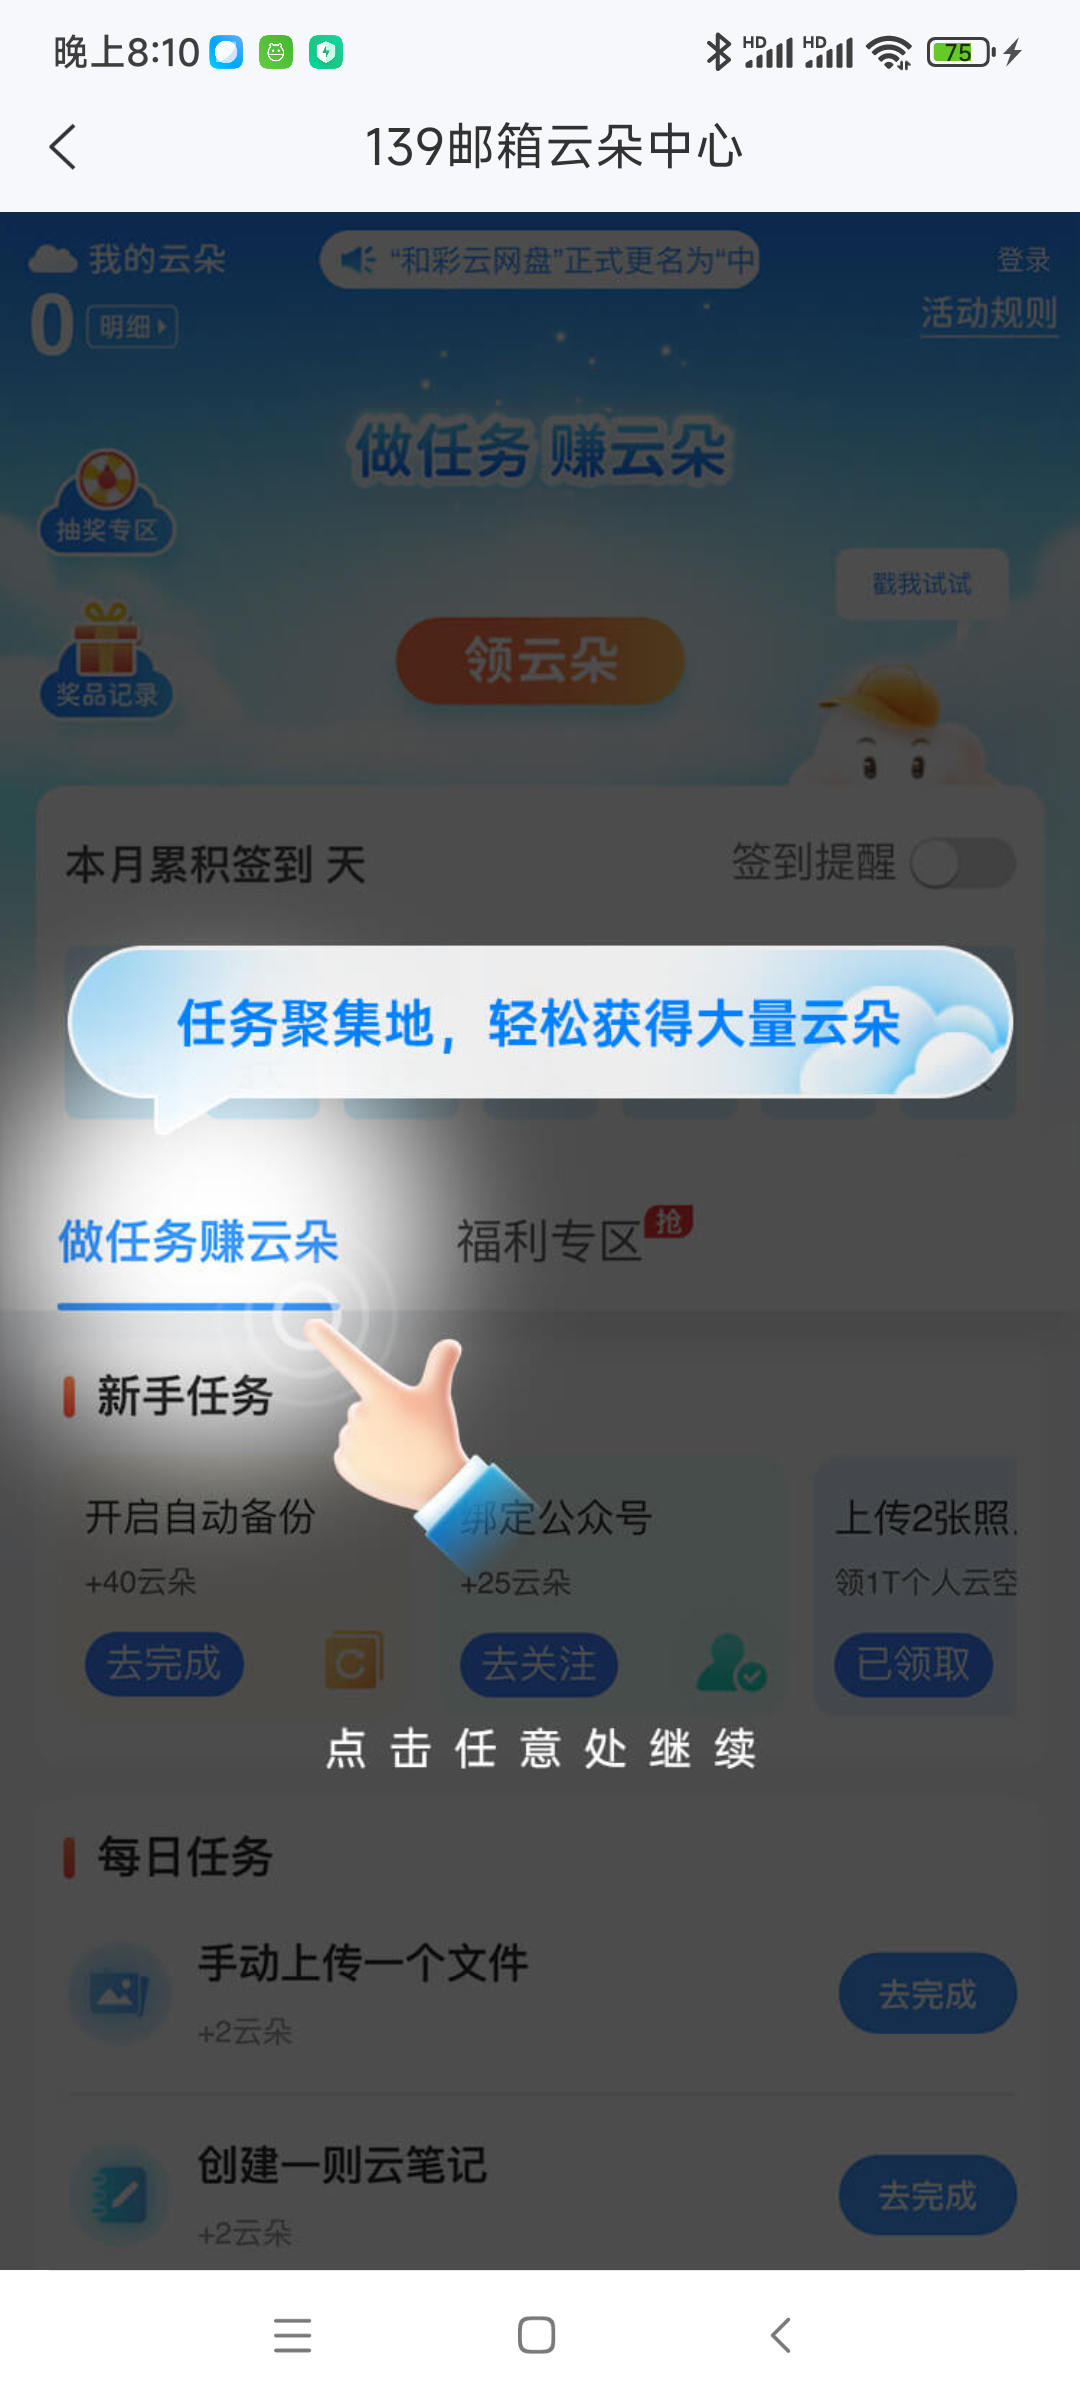 晚上8:10
HD HD 75
139邮箱云朵中心
我的云朵
“和彩云网盘”正式更名为“中
登录
0 明细
活动规则
做任务 赚云朵
抽奖专区
戳我试试
领云朵
奖品记录
本月累积签到 天
签到提醒
任务聚集地，轻松获得大量云朵
做任务赚云朵
福利专区
抢
新手任务
开启自动备份
绑定公众号
上传2张照
+40云朵
+25云朵
领1T个人云空
去完成
去关注
已领取
点击任意处继续
每日任务
手动上传一个文件
+2云朵
去完成
创建一则云笔记
+2云朵
去完成